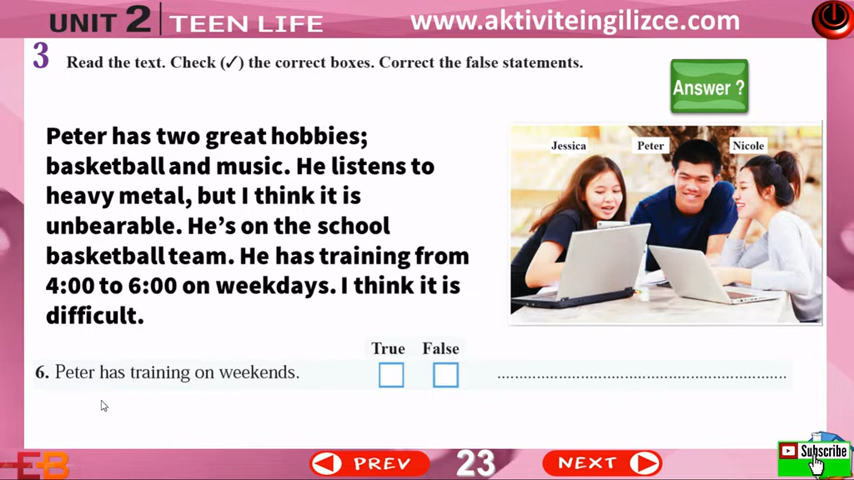 UNIT 2 TEEN LIFE www.aktiviteingilizce.com
3 Read the text. Check (✓) the correct boxes. Correct the false statements.
Answer ?
Peter has two great hobbies;
basketball and music. He listens to
heavy metal, but I think it is
unbearable. He's on the school
basketball team. He has training from
4:00 to 6:00 on weekdays. I think it is
difficult.
Jessica Peter Nicole
True False
6. Peter has training on weekends. ........................................................................
EB PREV 23 NEXT Subscribe